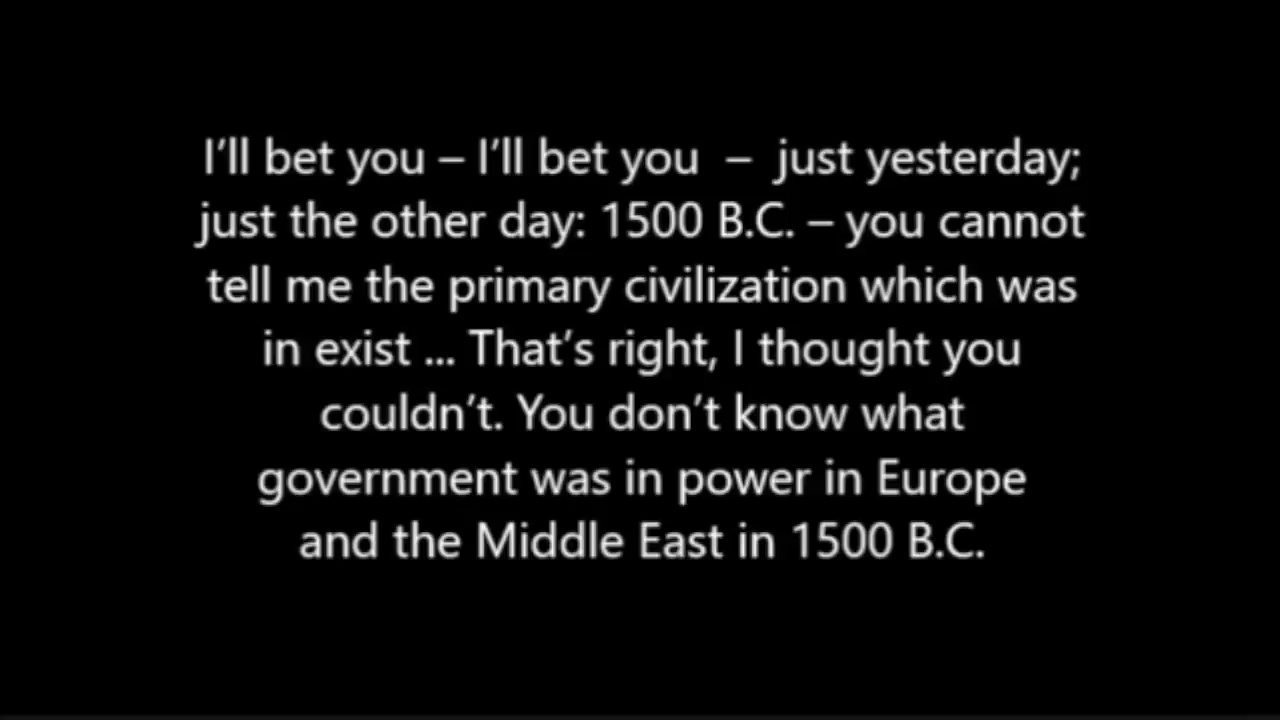 I’ll bet you – I’ll bet you  –  just yesterday;
just the other day: 1500 B.C. – you cannot
tell me the primary civilization which was
in exist ... That’s right, I thought you
couldn’t. You don’t know what
government was in power in Europe
and the Middle East in 1500 B.C.